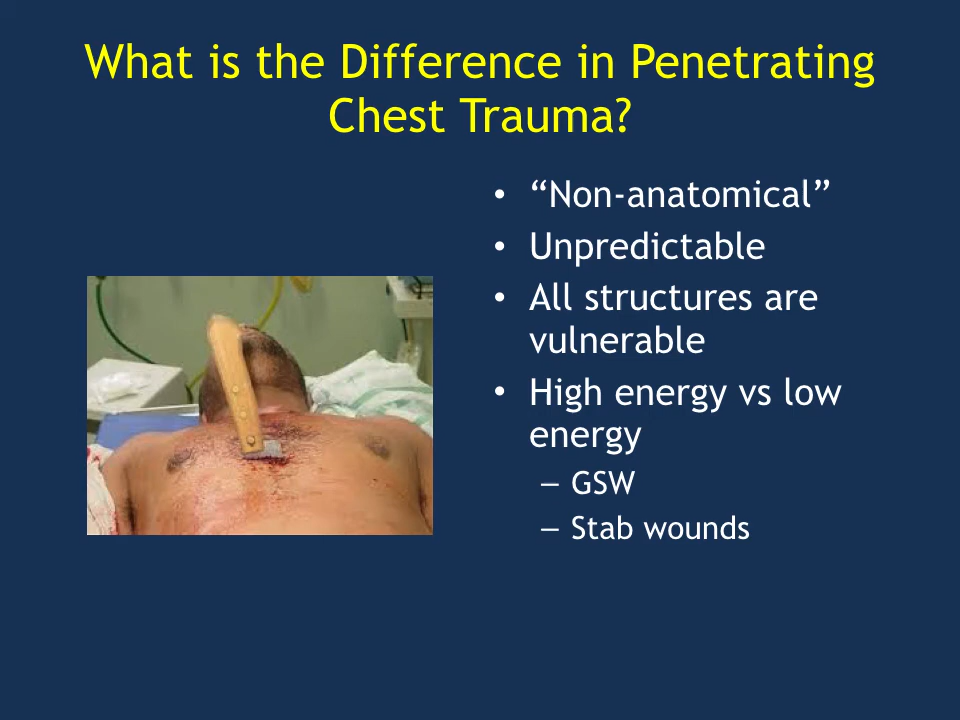 What is the Difference in Penetrating
Chest Trauma?
• “Non-anatomical”
• Unpredictable
• All structures are
vulnerable
• High energy vs low
energy
– GSW
– Stab wounds